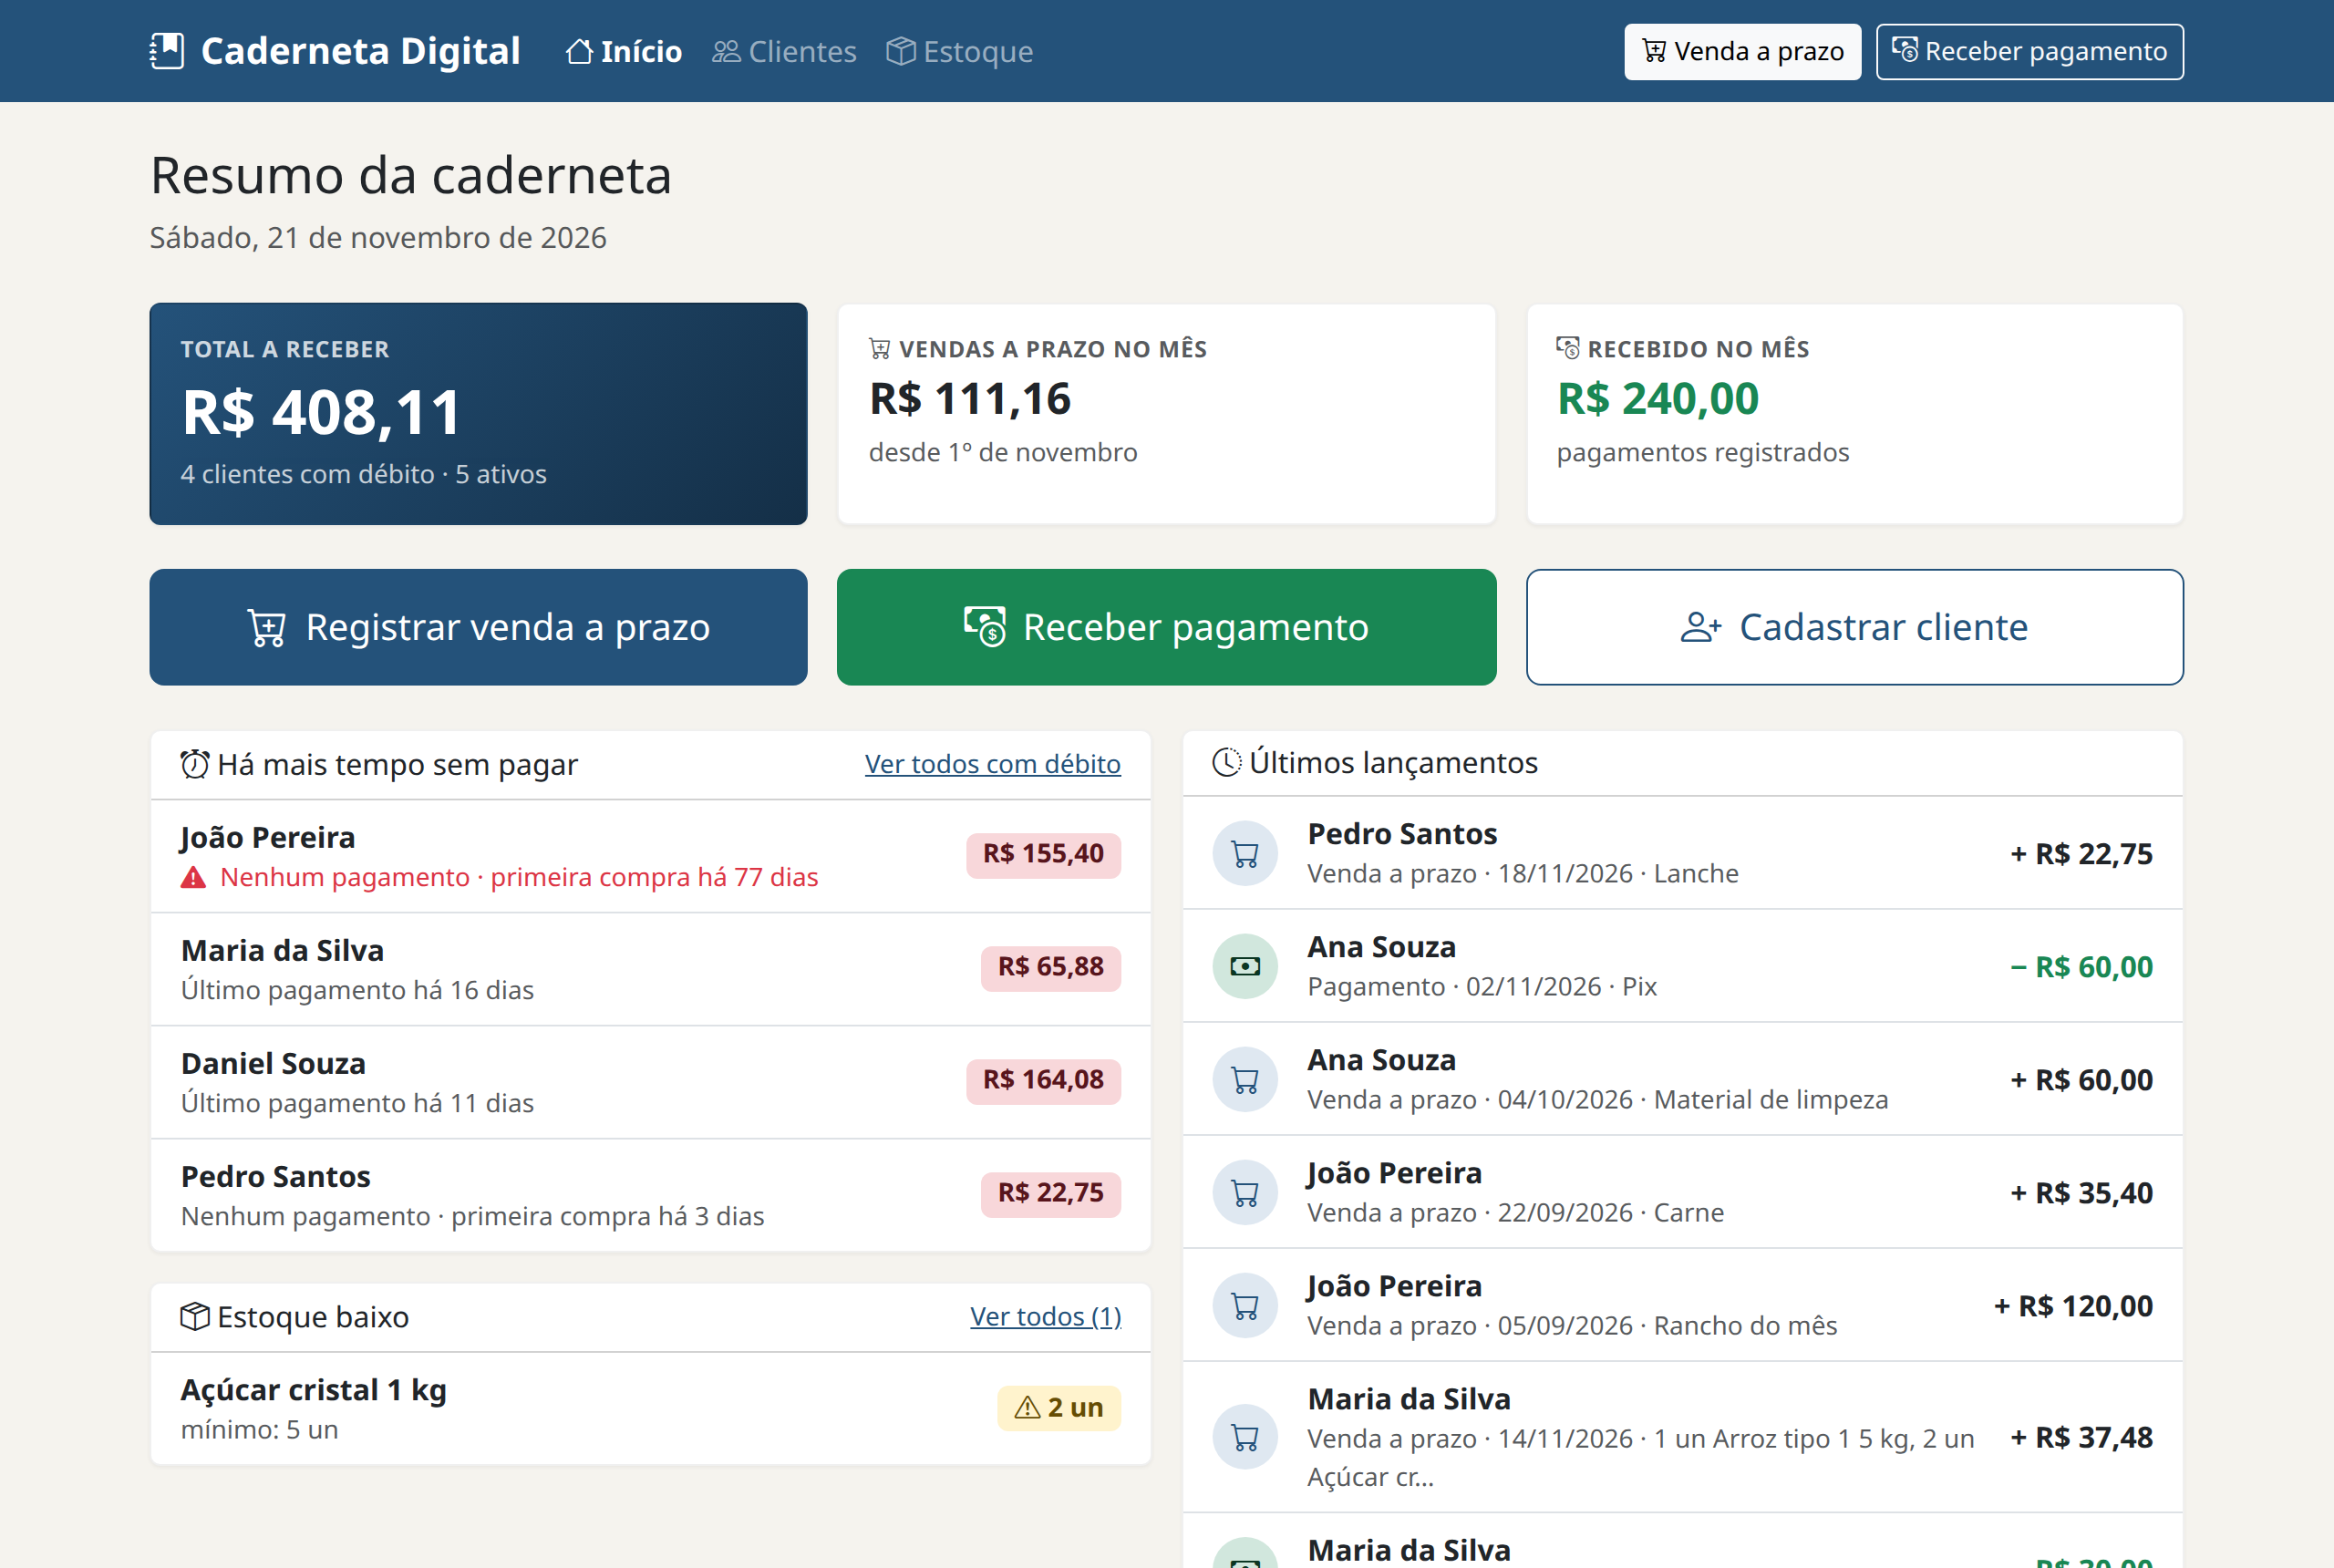 Caderneta Digital
Início
Clientes
Estoque
Venda a prazo
Receber pagamento
Resumo da caderneta
Sábado, 21 de novembro de 2026
TOTAL A RECEBER
R$ 408,11
4 clientes com débito · 5 ativos
VENDAS A PRAZO NO MÊS
R$ 111,16
desde 1º de novembro
RECEBIDO NO MÊS
R$ 240,00
pagamentos registrados
Registrar venda a prazo
Receber pagamento
Cadastrar cliente
Há mais tempo sem pagar
Ver todos com débito
João Pereira
Nenhum pagamento · primeira compra há 77 dias
R$ 155,40
Maria da Silva
Último pagamento há 16 dias
R$ 65,88
Daniel Souza
Último pagamento há 11 dias
R$ 164,08
Pedro Santos
Nenhum pagamento · primeira compra há 3 dias
R$ 22,75
Estoque baixo
Ver todos (1)
Açúcar cristal 1 kg
mínimo: 5 un
2 un
Últimos lançamentos
Pedro Santos
Venda a prazo · 18/11/2026 · Lanche
+ R$ 22,75
Ana Souza
Pagamento · 02/11/2026 · Pix
− R$ 60,00
Ana Souza
Venda a prazo · 04/10/2026 · Material de limpeza
+ R$ 60,00
João Pereira
Venda a prazo · 22/09/2026 · Carne
+ R$ 35,40
João Pereira
Venda a prazo · 05/09/2026 · Rancho do mês
+ R$ 120,00
Maria da Silva
Venda a prazo · 14/11/2026 · 1 un Arroz tipo 1 5 kg, 2 un
Açúcar cr...
+ R$ 37,48
Maria da Silva